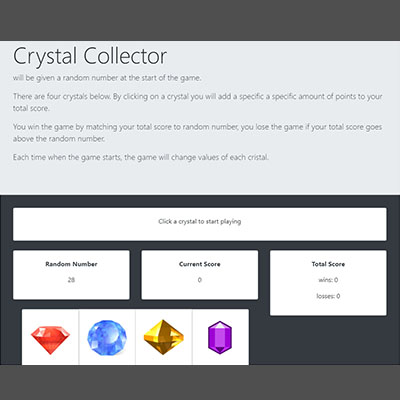 Crystal Collector
will be given a random number at the start of the game.
There are four crystals below. By clicking on a crystal you will add a specific a specific amount of points to your
total score.
You win the game by matching your total score to random number, you lose the game if your total score goes
above the random number.
Each time when the game starts, the game will change values of each cristal.
Click a crystal to start playing
Random Number
28
Current Score
0
Total Score
wins: 0
losses: 0